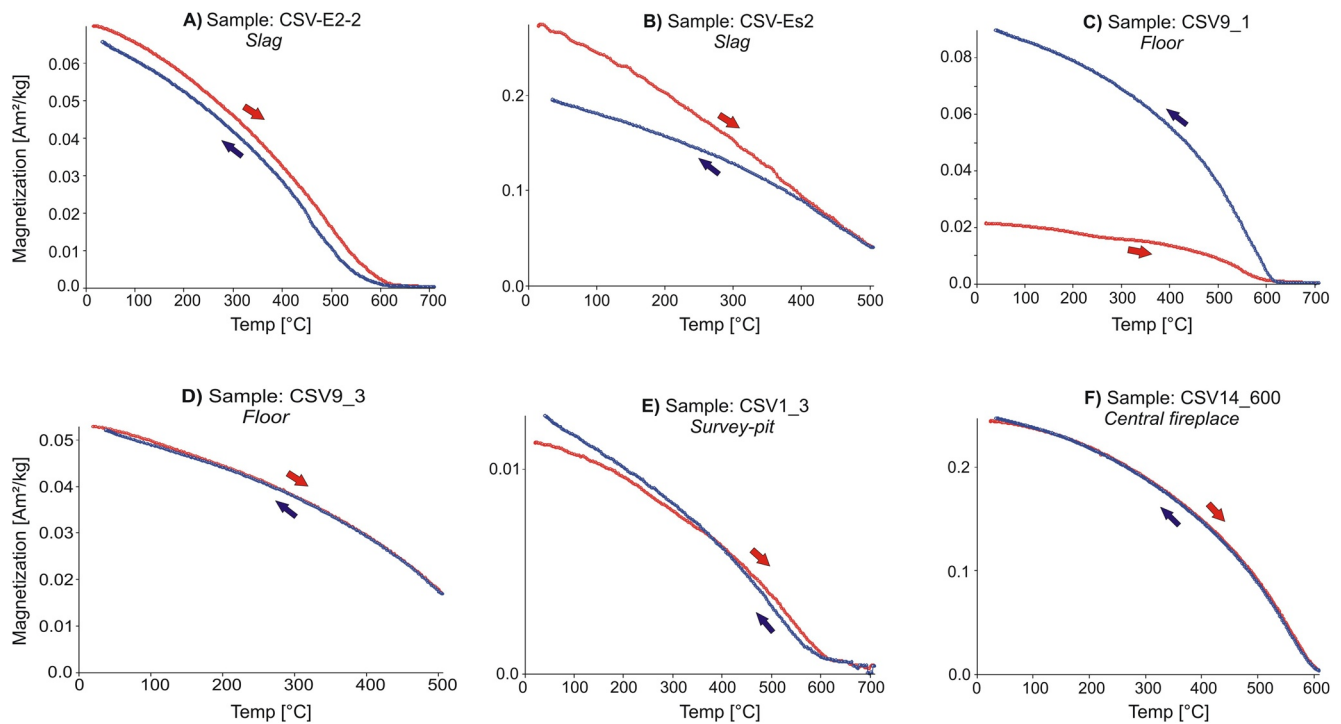 A) Sample: CSV-E2-2
Slag
Magnetization [Am²/kg]
0.06
0.05
0.04
0.03
0.02
0.01
0.0
0 100 200 300 400 500 600 700
Temp [°C]
B) Sample: CSV-Es2
Slag
0.2
0.1
0.0
0 100 200 300 400 500
Temp [°C]
C) Sample: CSV9_1
Floor
0.08
0.06
0.04
0.02
0.0
0 100 200 300 400 500 600 700
Temp [°C]
D) Sample: CSV9_3
Floor
Magnetization [Am²/kg]
0.05
0.04
0.03
0.02
0.01
0.0
100 200 300 400 500
Temp [°C]
E) Sample: CSV1_3
Survey-pit
0.01
0.0
0 100 200 300 400 500 600 700
Temp [°C]
F) Sample: CSV14_600
Central fireplace
0.2
0.1
0.0
0 100 200 300 400 500 600
Temp [°C]